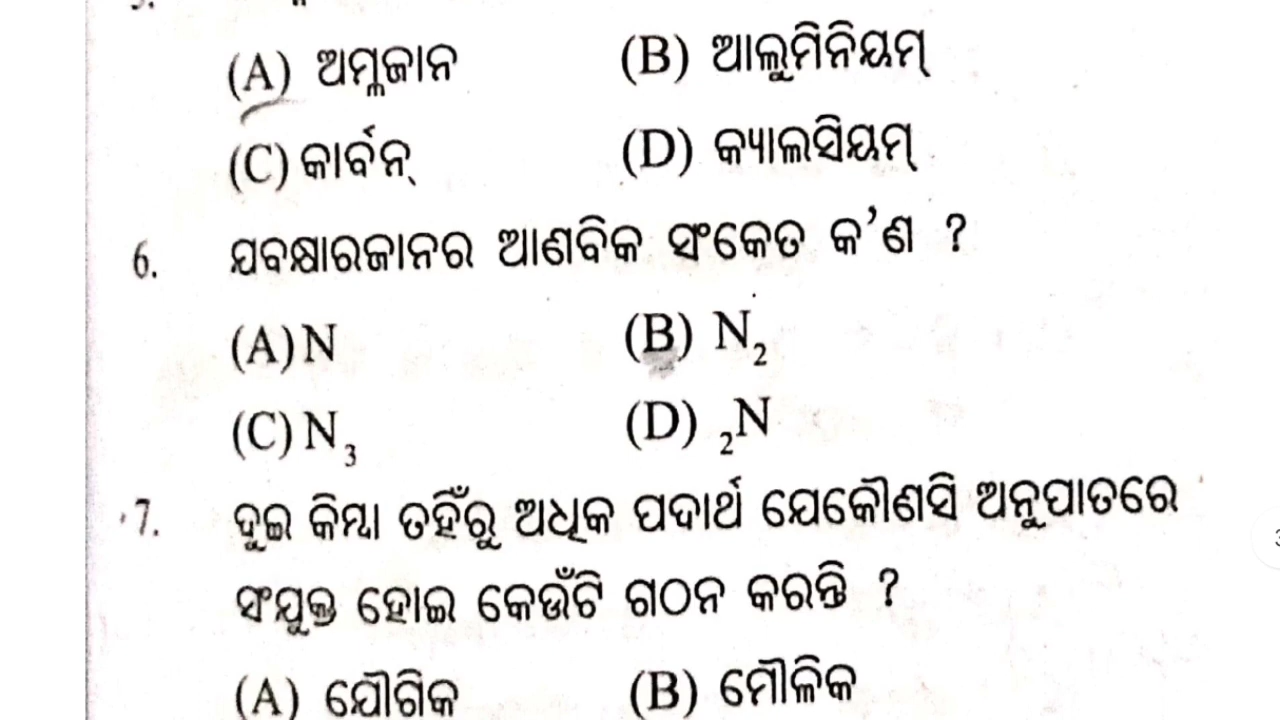 (A) ଅମ୍ଳଜାନ (B) ଆଲୁମିନିୟମ୍
(C) କାର୍ବନ୍ (D) କ୍ୟାଲସିୟମ୍
6. ଯବକ୍ଷାରଜାନର ଆଣବିକ ସଂକେତ କ'ଣ ?
(A) N (B) N₂
(C) N₃ (D) ₂N
7. ଦୁଇ କିମ୍ବା ତହିଁରୁ ଅଧିକ ପଦାର୍ଥ ଯେକୌଣସି ଅନୁପାତରେ
ସଂଯୁକ୍ତ ହୋଇ କେଉଁଟି ଗଠନ କରନ୍ତି ?
(A) ଯୌଗିକ (B) ମୌଳିକ